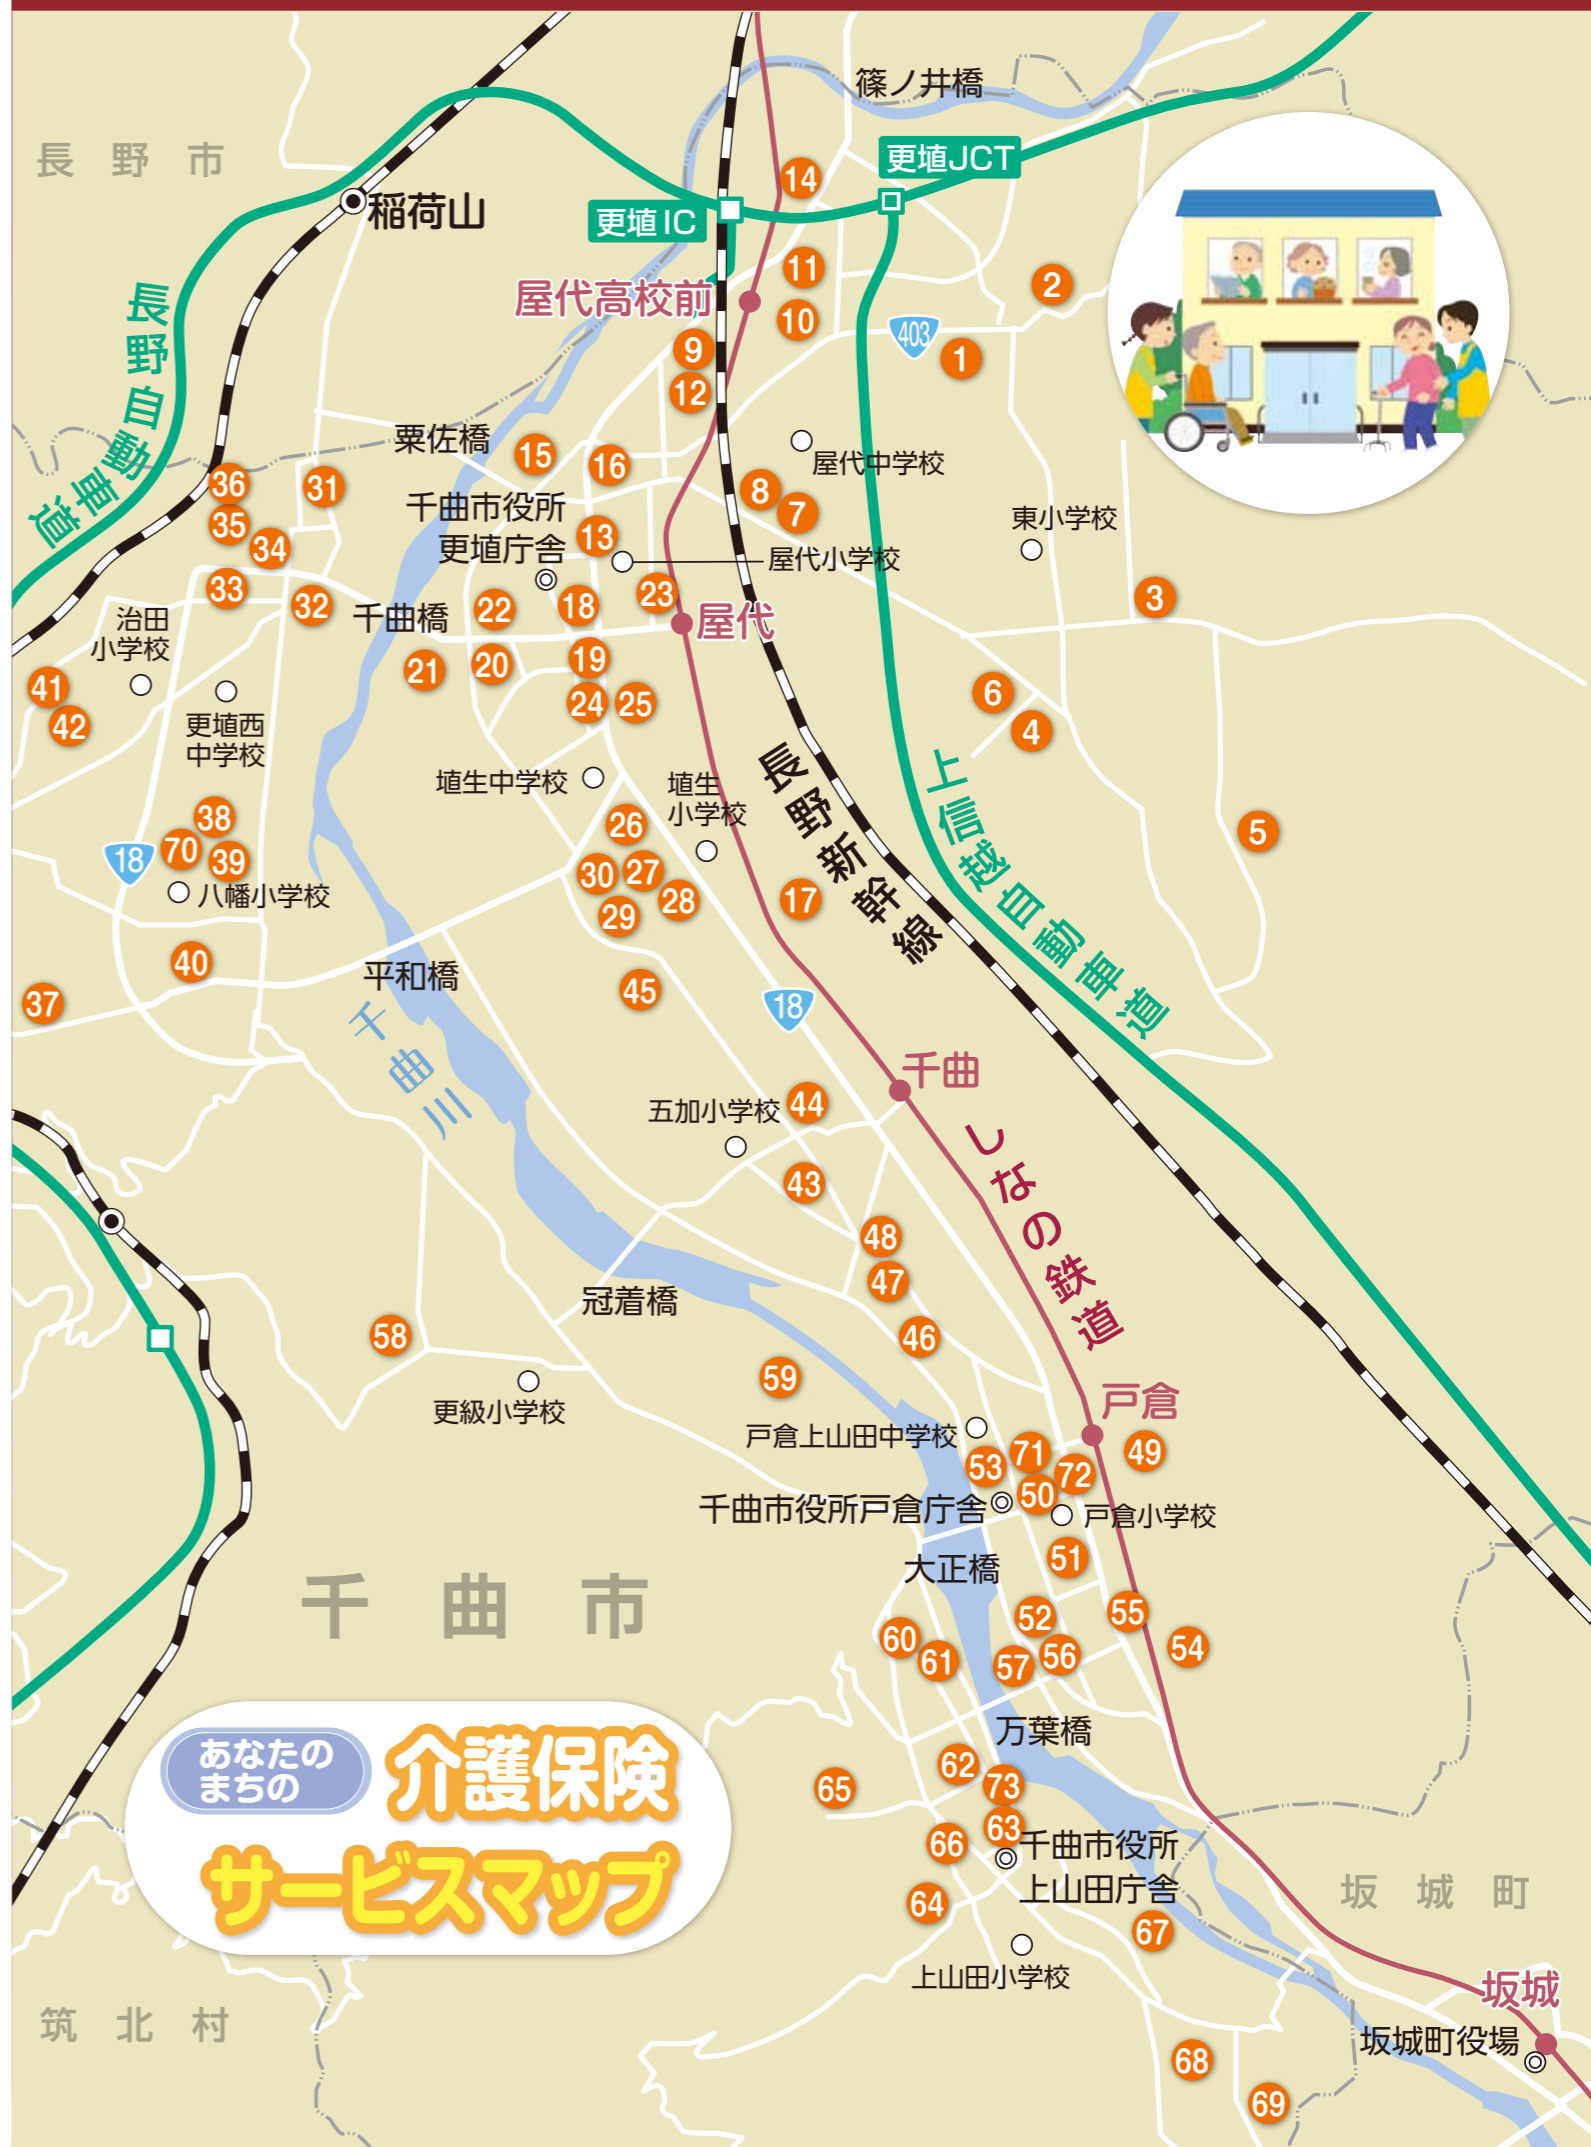 篠ノ井橋
長野市
更埴JCT
14
稲荷山
更埴IC
11
2
屋代高校前
10
403
9
1
12
長野自動車道
粟佐橋
15
16
屋代中学校
36
31
8
7
千曲市役所
更埴庁舎
35
34
13
屋代小学校
東小学校
33
32
22
18
23
3
千曲橋
屋代
治田
小学校
21
20
19
41
42
24
25
6
4
更埴西
中学校
埴生中学校
埴生
小学校
長野新幹線
上信越自動車道
38
26
5
18
70
39
30
27
八幡小学校
29
28
17
40
平和橋
45
18
37
千曲川
千曲
五加小学校
44
しなの鉄道
43
48
47
冠着橋
58
46
59
更級小学校
戸倉
戸倉上山田中学校
71
49
53
72
50
千曲市役所戸倉庁舎
戸倉小学校
大正橋
51
千曲市
52
55
60
61
57
56
54
万葉橋
あなたの
まちの
介護保険
サービスマップ
62
73
65
63
66
千曲市役所
上山田庁舎
64
67
坂城町
上山田小学校
筑北村
坂城
坂城町役場
68
69